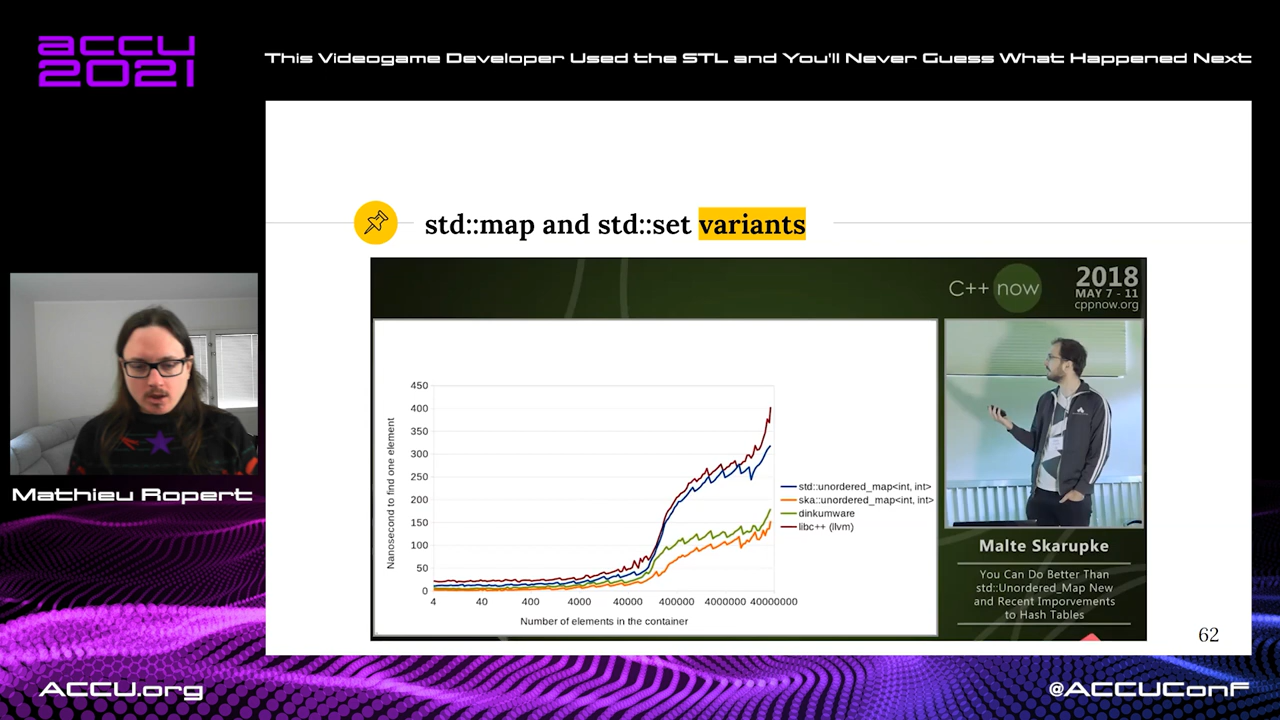 accu
2021
This Videogame Developer Used the STL and You'll Never Guess What Happened Next
std::map and std::set variants
C++ now
2018
MAY 7 - 11
cppnow.org
450
400
350
300
250
200
150
100
50
0
Nanosecond to find one element
4 40 400 4000 40000 400000 4000000 40000000
Number of elements in the container
std::unordered_map<int, int>
ska::unordered_map<int, int>
dinkumware
libc++ (llvm)
Malte Skarupke
You Can Do Better Than
std::Unordered_Map New
and Recent Imporvements
to Hash Tables
62
Mathieu Ropert
ACCU.org
@ACCUConf